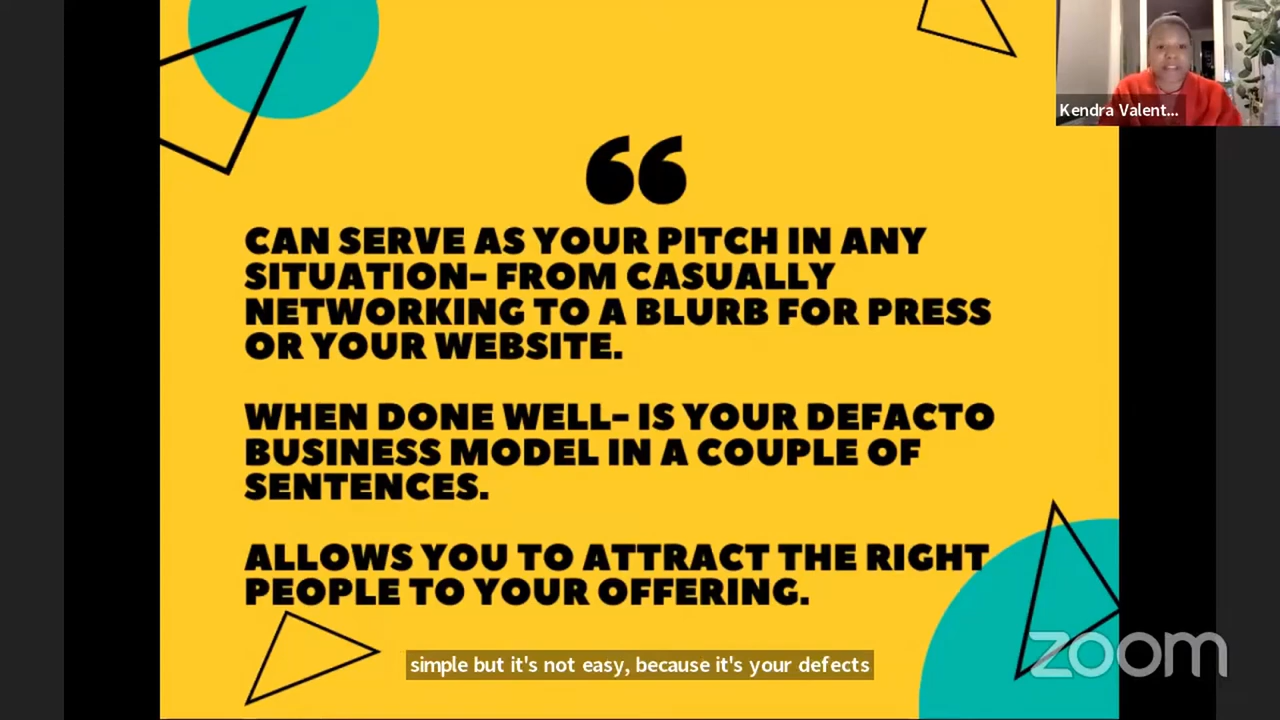 Kendra Valent...
❝
CAN SERVE AS YOUR PITCH IN ANY
SITUATION- FROM CASUALLY
NETWORKING TO A BLURB FOR PRESS
OR YOUR WEBSITE.
WHEN DONE WELL- IS YOUR DEFACTO
BUSINESS MODEL IN A COUPLE OF
SENTENCES.
ALLOWS YOU TO ATTRACT THE RIGHT
PEOPLE TO YOUR OFFERING.
simple but it's not easy, because it's your defects
zoom